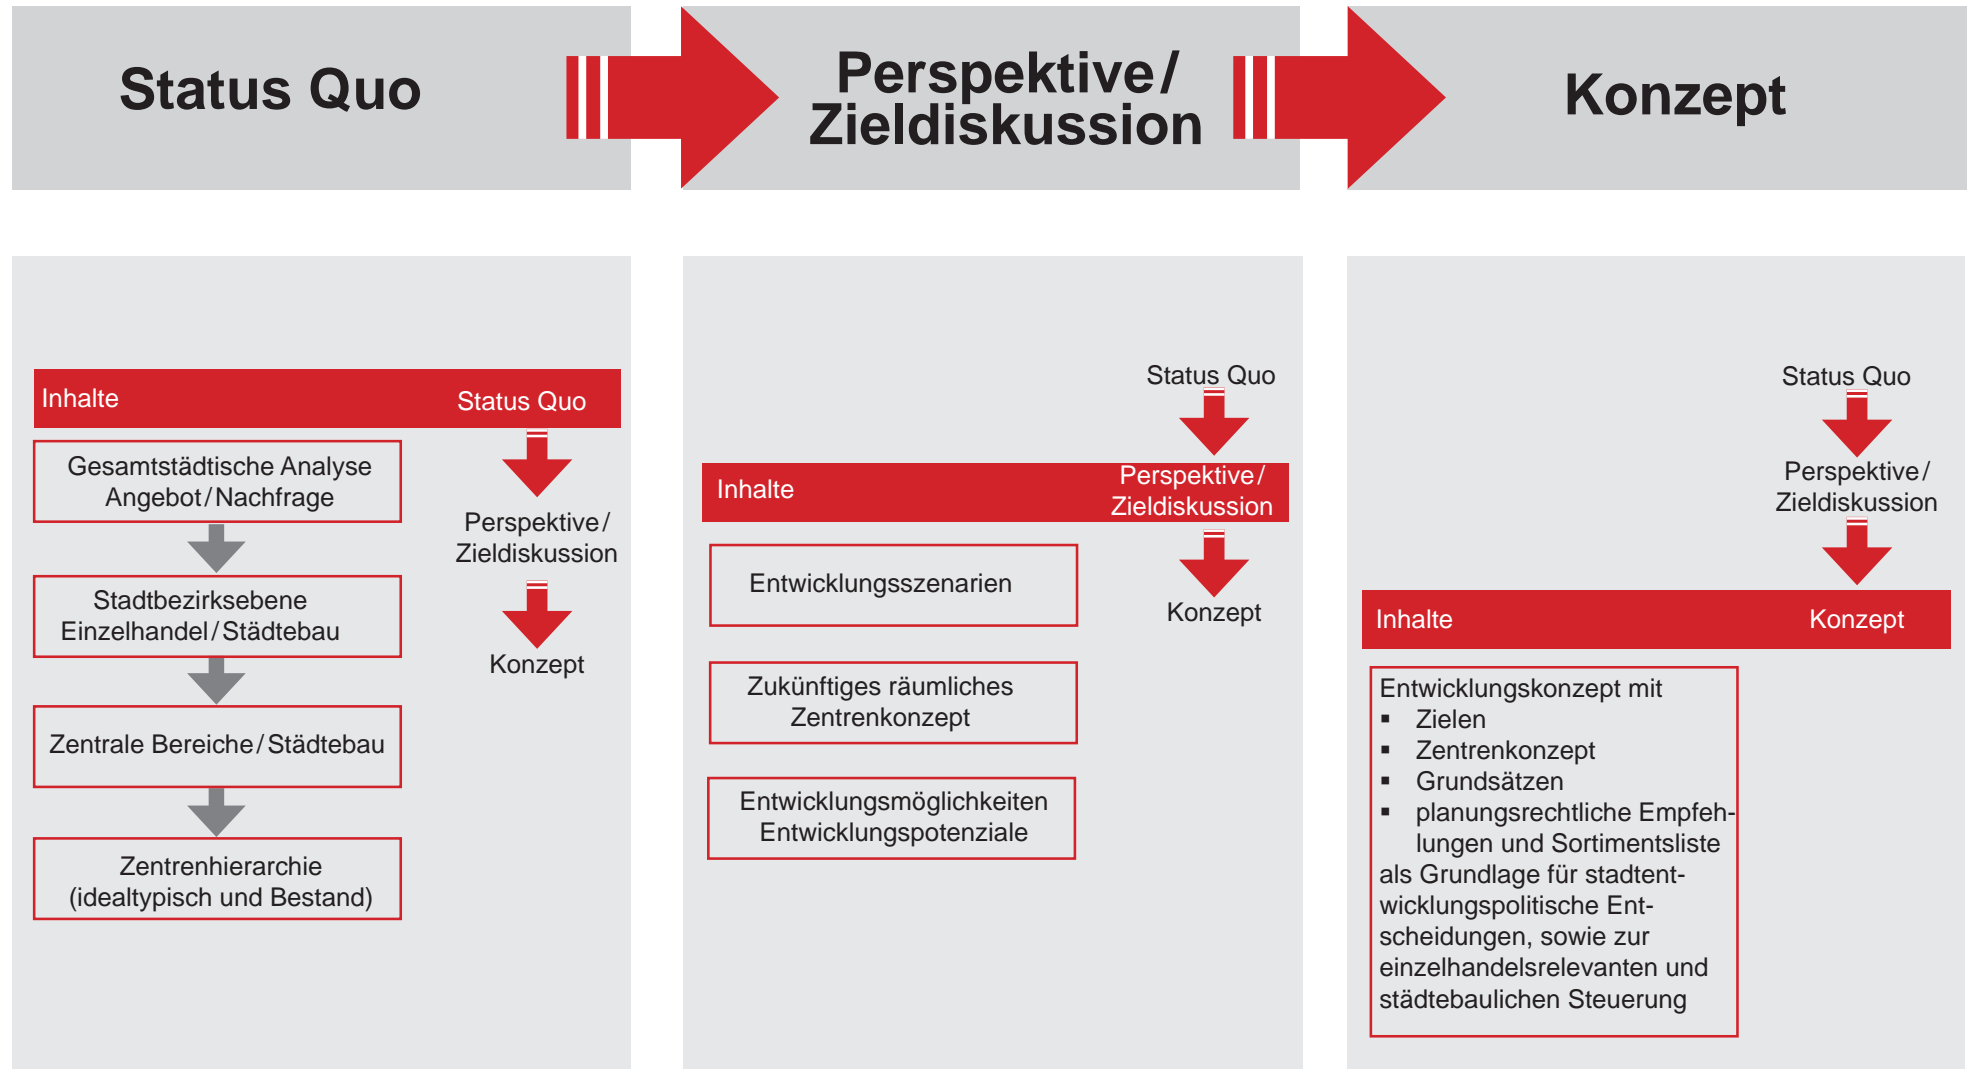 Status Quo
Perspektive/
Zieldiskussion
Konzept
Inhalte
Status Quo
Gesamtstädtische Analyse
Angebot/Nachfrage
Stadtbezirksebene
Einzelhandel/Städtebau
Zentrale Bereiche/Städtebau
Zentrenhierarchie
(idealtypisch und Bestand)
Perspektive/
Zieldiskussion
Konzept
Status Quo
Inhalte
Perspektive/
Zieldiskussion
Konzept
Entwicklungsszenarien
Zukünftiges räumliches
Zentrenkonzept
Entwicklungsmöglichkeiten
Entwicklungspotenziale
Status Quo
Perspektive/
Zieldiskussion
Inhalte
Konzept
Entwicklungskonzept mit
▪ Zielen
▪ Zentrenkonzept
▪ Grundsätzen
▪ planungsrechtliche Empfeh-
lungen und Sortimentsliste
als Grundlage für stadtent-
wicklungspolitische Ent-
scheidungen, sowie zur
einzelhandelsrelevanten und
städtebaulichen Steuerung